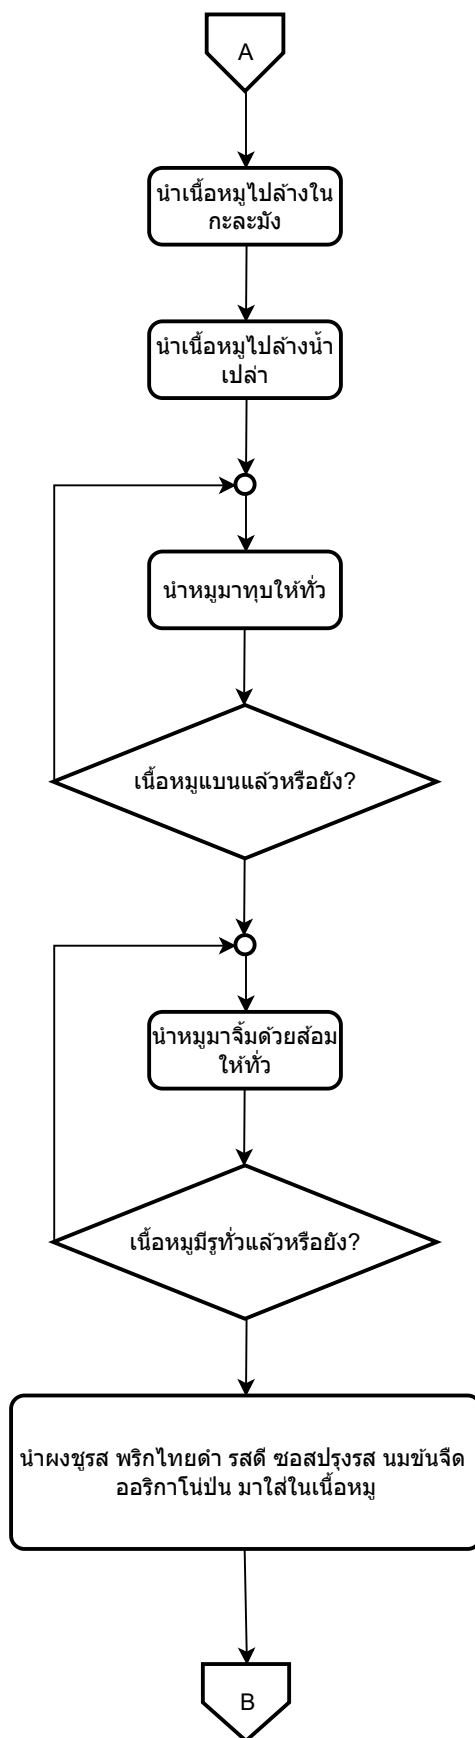 A
นำเนื้อหมูไปล้างใน
กะละมัง
นำเนื้อหมูไปล้างน้ำ
เปล่า
นำหมูมาทุบให้ทั่ว
เนื้อหมูแบนแล้วหรือยัง?
นำหมูมาจิ้มด้วยส้อม
ให้ทั่ว
เนื้อหมูมีรูทั่วแล้วหรือยัง?
นำผงชูรส พริกไทยดำ รสดี ซอสปรุงรส นมข้นจืด
ออริกาโน่ป่น มาใส่ในเนื้อหมู
B